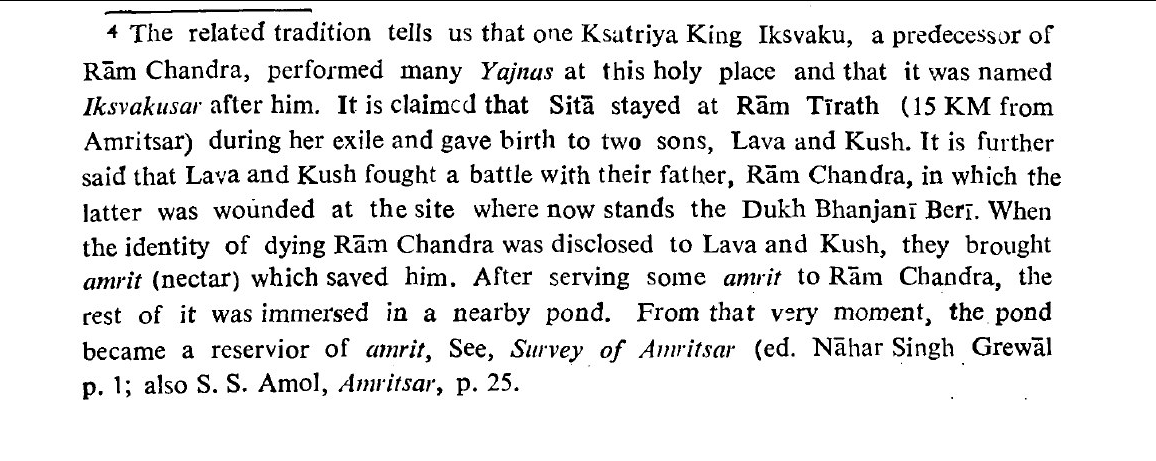 4 The related tradition tells us that one Ksatriya King Iksvaku, a predecessor of
Rām Chandra, performed many Yajnas at this holy place and that it was named
Iksvakusar after him. It is claimed that Sitā stayed at Rām Tīrath (15 KM from
Amritsar) during her exile and gave birth to two sons, Lava and Kush. It is further
said that Lava and Kush fought a battle with their father, Rām Chandra, in which the
latter was wounded at the site where now stands the Dukh Bhanjanī Berī. When
the identity of dying Rām Chandra was disclosed to Lava and Kush, they brought
amrit (nectar) which saved him. After serving some amrit to Rām Chandra, the
rest of it was immersed in a nearby pond. From that very moment, the pond
became a reservior of amrit, See, Survey of Amritsar (ed. Nāhar Singh Grewāl
p. 1; also S. S. Amol, Amritsar, p. 25.